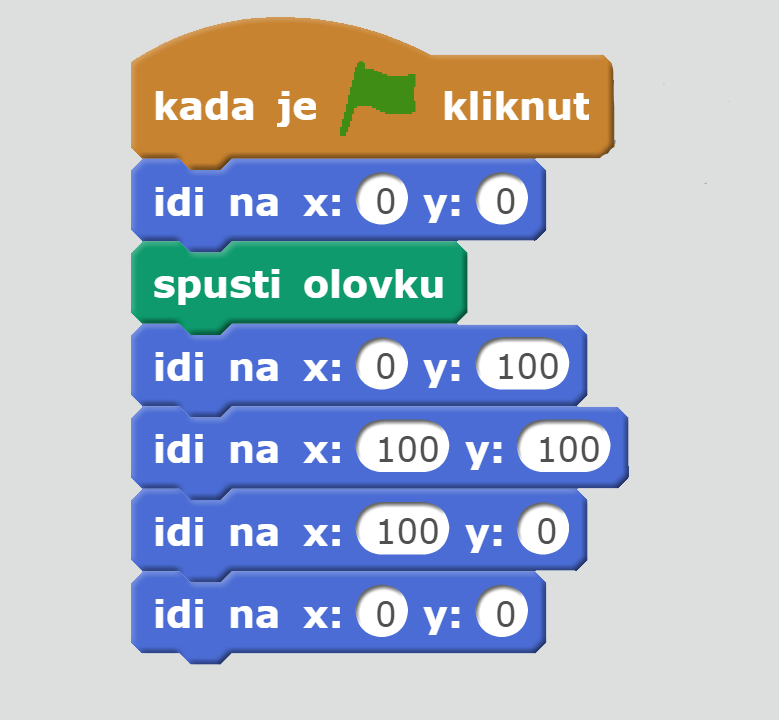 kada je kliknut
idi na x: 0 y: 0
spusti olovku
idi na x: 0 y: 100
idi na x: 100 y: 100
idi na x: 100 y: 0
idi na x: 0 y: 0